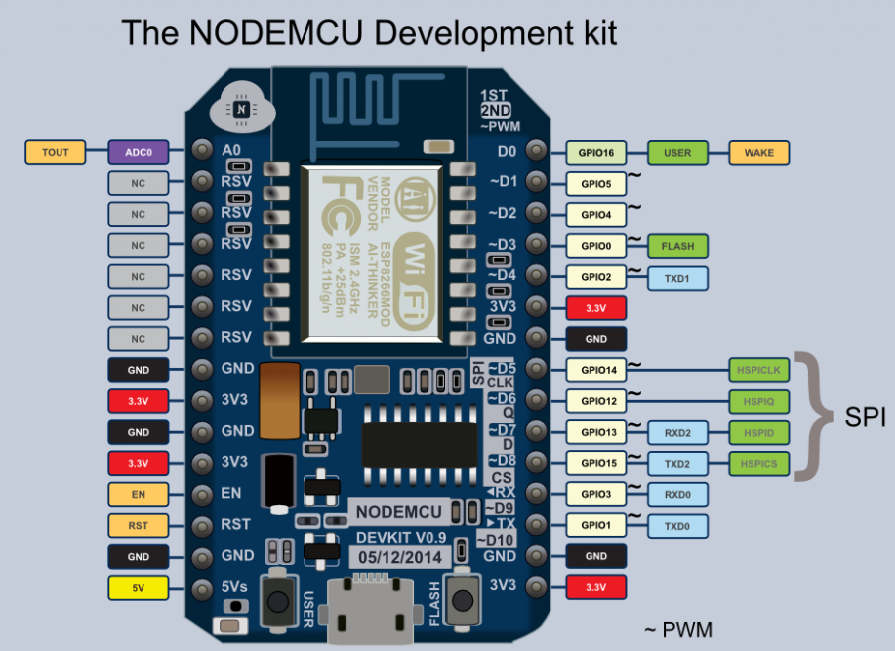 The NODEMCU Development kit
1ST
2ND
~PWM
TOUT ADC0 A0
NC RSV
NC RSV
NC RSV
NC RSV
NC RSV
NC RSV
GND GND
3.3V 3V3
GND GND
3.3V 3V3
EN EN
RST RST
GND GND
5V 5Vs
MODEL ESP8266MOD
VENDOR AI-THINKER
ISM 2.4GHz
PA +25dBm
802.11b/g/n
FC
AI
WiFi
N
D0 GPIO16 USER WAKE
~D1 GPIO5 ~
~D2 GPIO4 ~
~D3 GPIO0 ~ FLASH
~D4 GPIO2 ~ TXD1
3V3 3.3V
GND GND
SPI
~D5 GPIO14 ~ HSPICLK
CLK
~D6 GPIO12 ~ HSPIQ
Q
~D7 GPIO13 ~ RXD2 HSPID
D
~D8 GPIO15 ~ TXD2 HSPICS
CS
SPI
◂RX GPIO3 ~ RXD0
~D9
▸TX GPIO1 ~ TXD0
~D10
GND GND
3V3 3.3V
NODEMCU
DEVKIT V0.9
05/12/2014
USER
FLASH
~ PWM